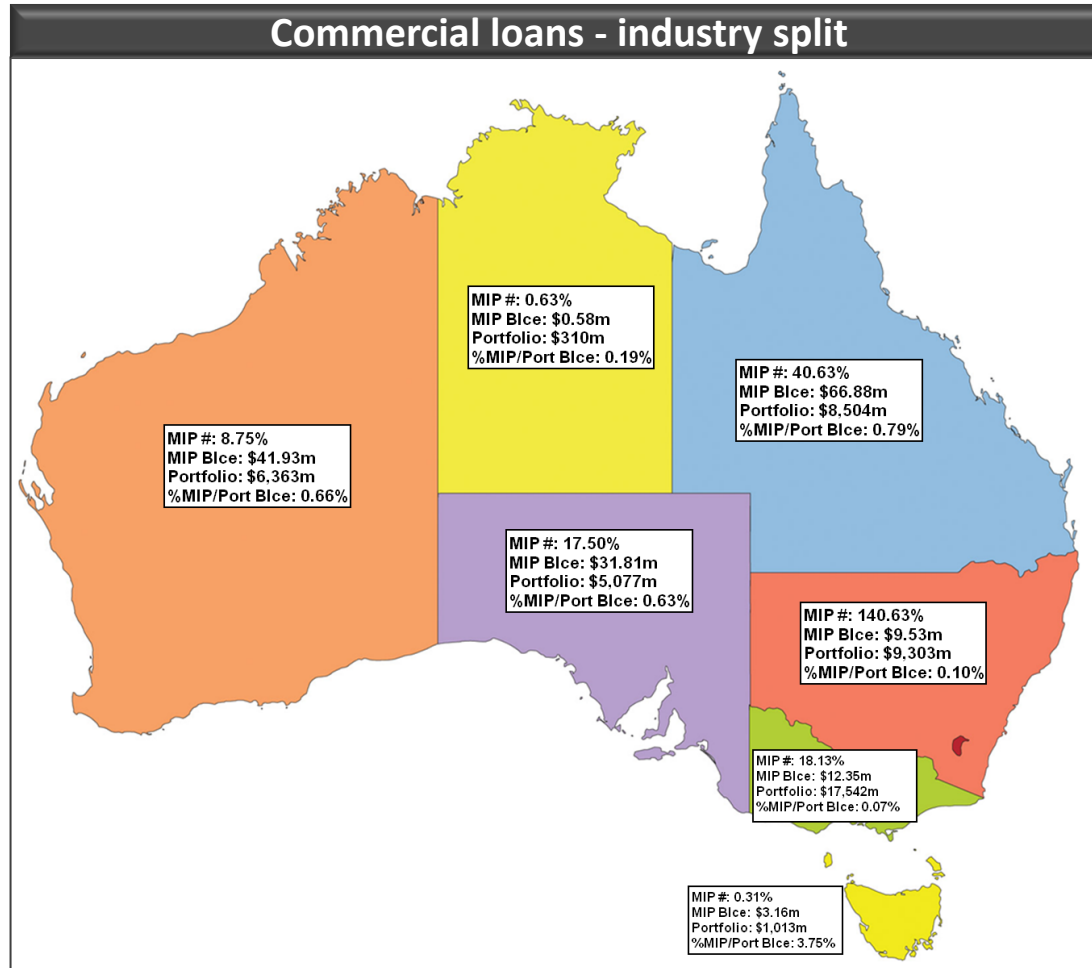 Commercial loans - industry split
MIP #: 0.63%
MIP Blce: $0.58m
Portfolio: $310m
%MIP/Port Blce: 0.19%
MIP #: 40.63%
MIP Blce: $66.88m
Portfolio: $8,504m
%MIP/Port Blce: 0.79%
MIP #: 8.75%
MIP Blce: $41.93m
Portfolio: $6,363m
%MIP/Port Blce: 0.66%
MIP #: 17.50%
MIP Blce: $31.81m
Portfolio: $5,077m
%MIP/Port Blce: 0.63%
MIP #: 140.63%
MIP Blce: $9.53m
Portfolio: $9,303m
%MIP/Port Blce: 0.10%
MIP #: 18.13%
MIP Blce: $12.35m
Portfolio: $17,542m
%MIP/Port Blce: 0.07%
MIP #: 0.31%
MIP Blce: $3.16m
Portfolio: $1,013m
%MIP/Port Blce: 3.75%